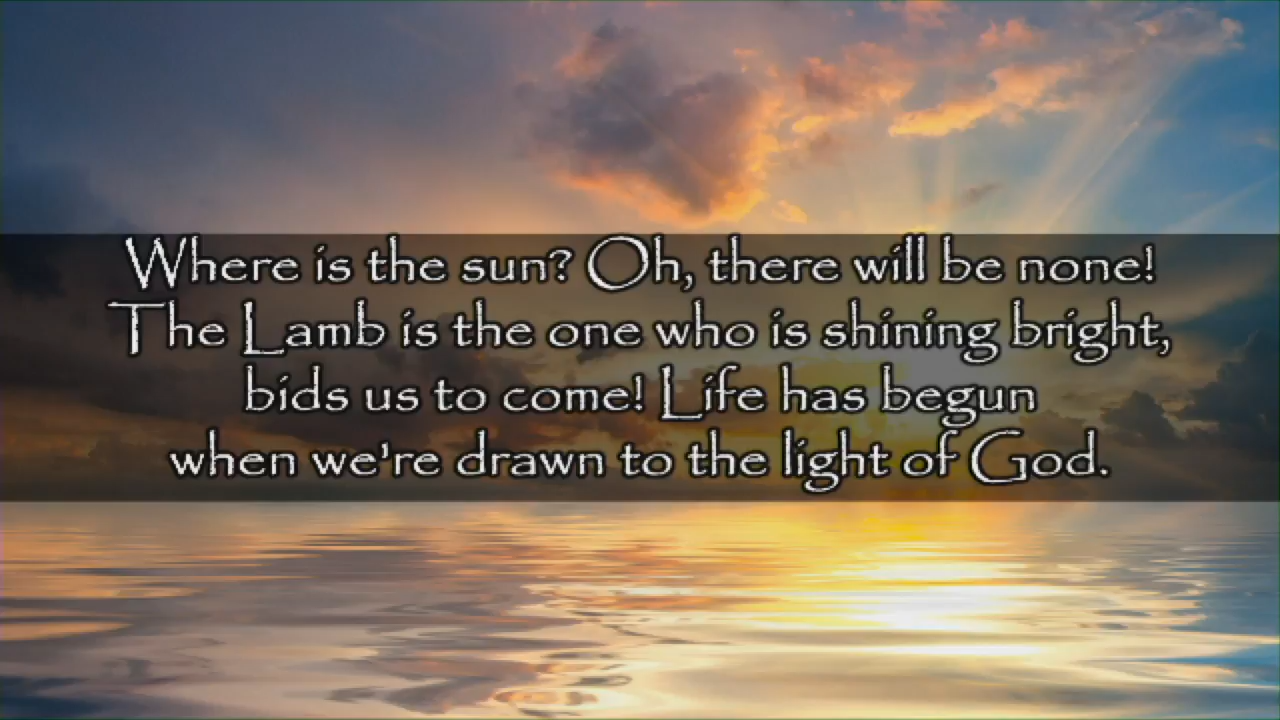 Where is the sun? Oh, there will be none!
The Lamb is the one who is shining bright,
bids us to come! Life has begun
when we're drawn to the light of God.